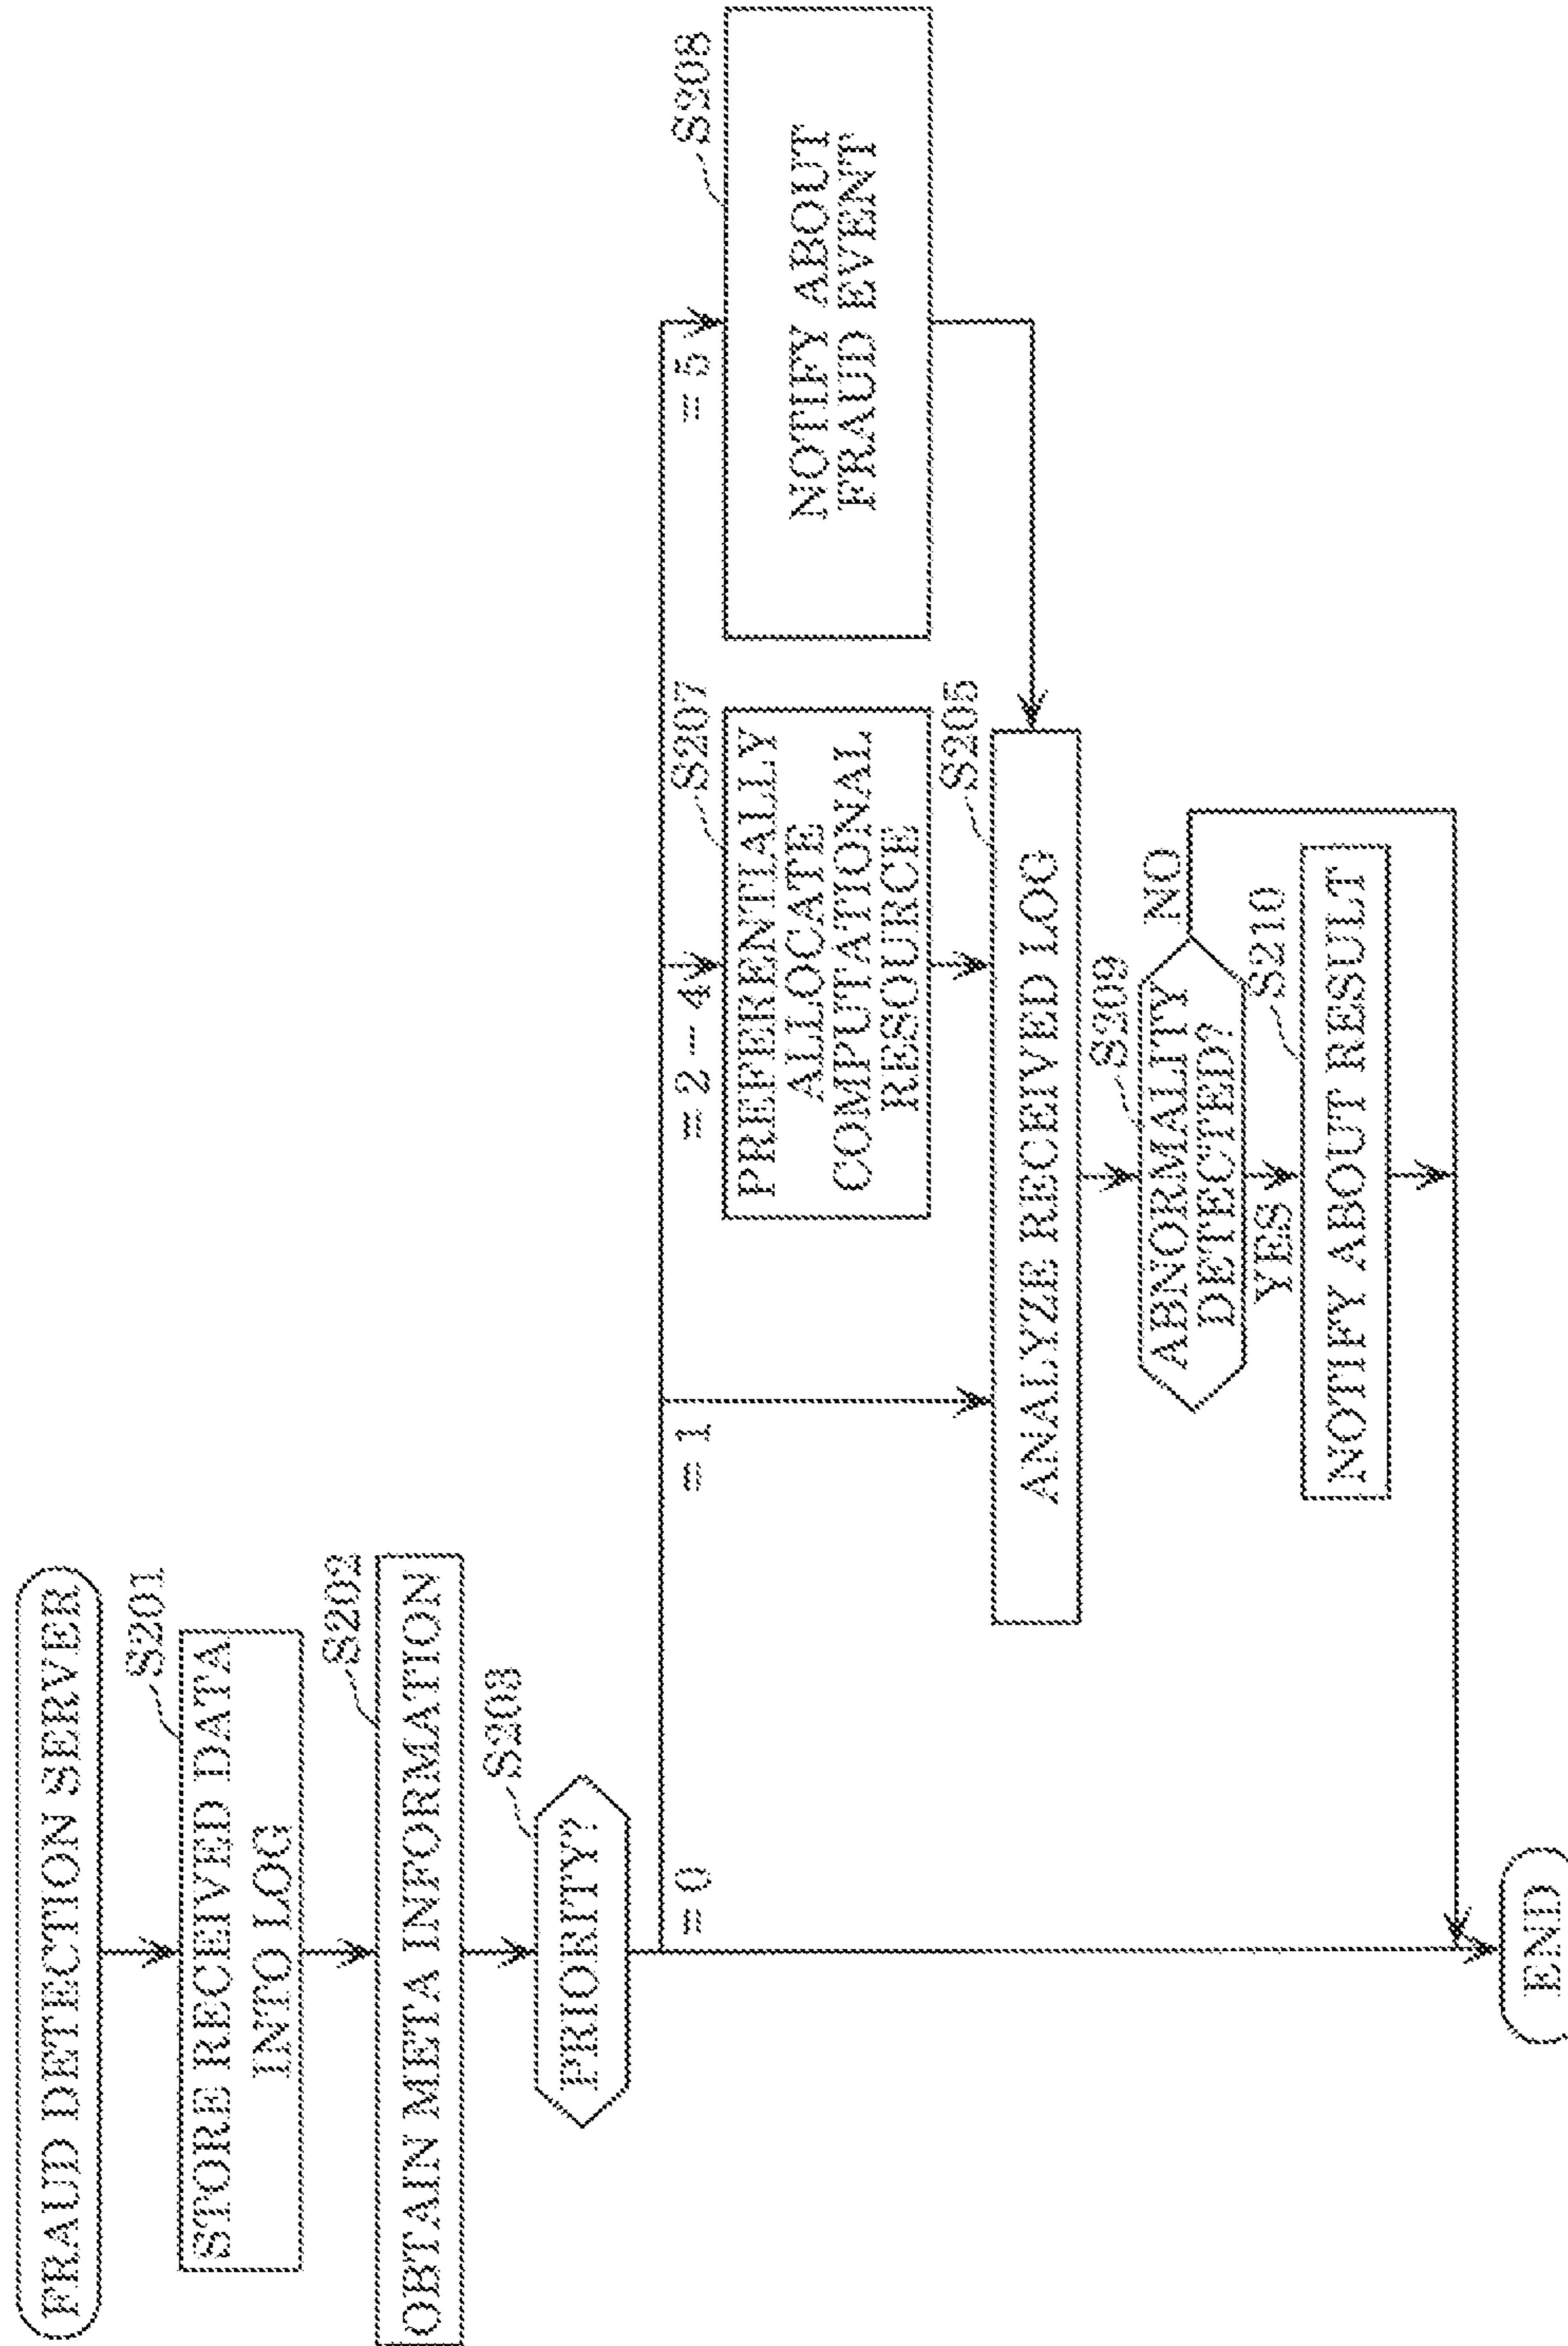 FRAUD DETECTION SERVER
S201
STORE RECEIVED DATA
INTO LOG
S202
OBTAIN META INFORMATION
S203
PRIORITY?
= 0
= 1
= 2 - 4
= 5
S207
PREFERENTIALLY
ALLOCATE
COMPUTATIONAL
RESOURCE
S208
NOTIFY ABOUT
FRAUD EVENT
S205
ANALYZE RECEIVED LOG
S209
ABNORMALITY
DETECTED?
NO
YES
S210
NOTIFY ABOUT RESULT
END